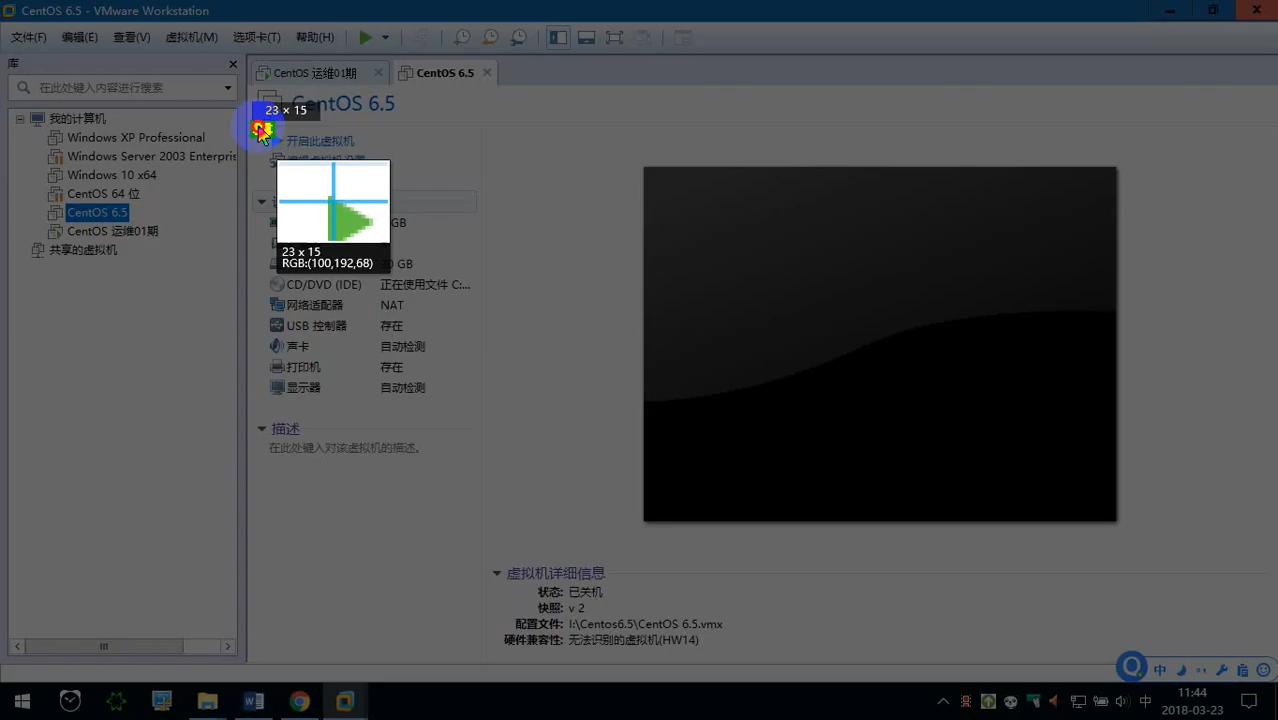 CentOS 6.5 - VMware Workstation
文件(F) 编辑(E) 查看(V) 虚拟机(M) 选项卡(T) 帮助(H)
库
在此处键入内容进行搜索
我的计算机
Windows XP Professional
Windows Server 2003 Enterpris
Windows 10 x64
CentOS 64 位
CentOS 6.5
CentOS 运维01期
共享的虚拟机
CentOS 运维01期
CentOS 6.5
CentOS 6.5
23 × 15
开启此虚拟机
23 x 15
RGB:(100,192,68)
GB
GB
CD/DVD (IDE) 正在使用文件 C:...
网络适配器 NAT
USB 控制器 存在
声卡 自动检测
打印机 存在
显示器 自动检测
描述
在此处键入对该虚拟机的描述。
虚拟机详细信息
状态: 已关机
快照: v 2
配置文件: I:\Centos6.5\CentOS 6.5.vmx
硬件兼容性: 无法识别的虚拟机(HW14)
中
中
11:44
2018-03-23